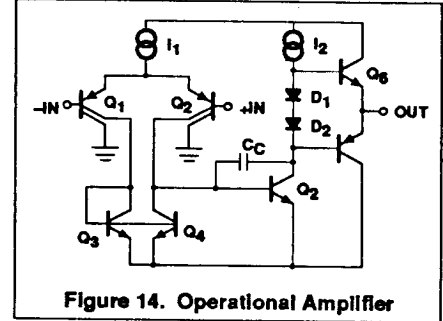 I1
I2
Q6
–IN
Q1
Q2
+IN
D1
OUT
D2
CC
Q2
Q3
Q4
Figure 14. Operational Amplifier